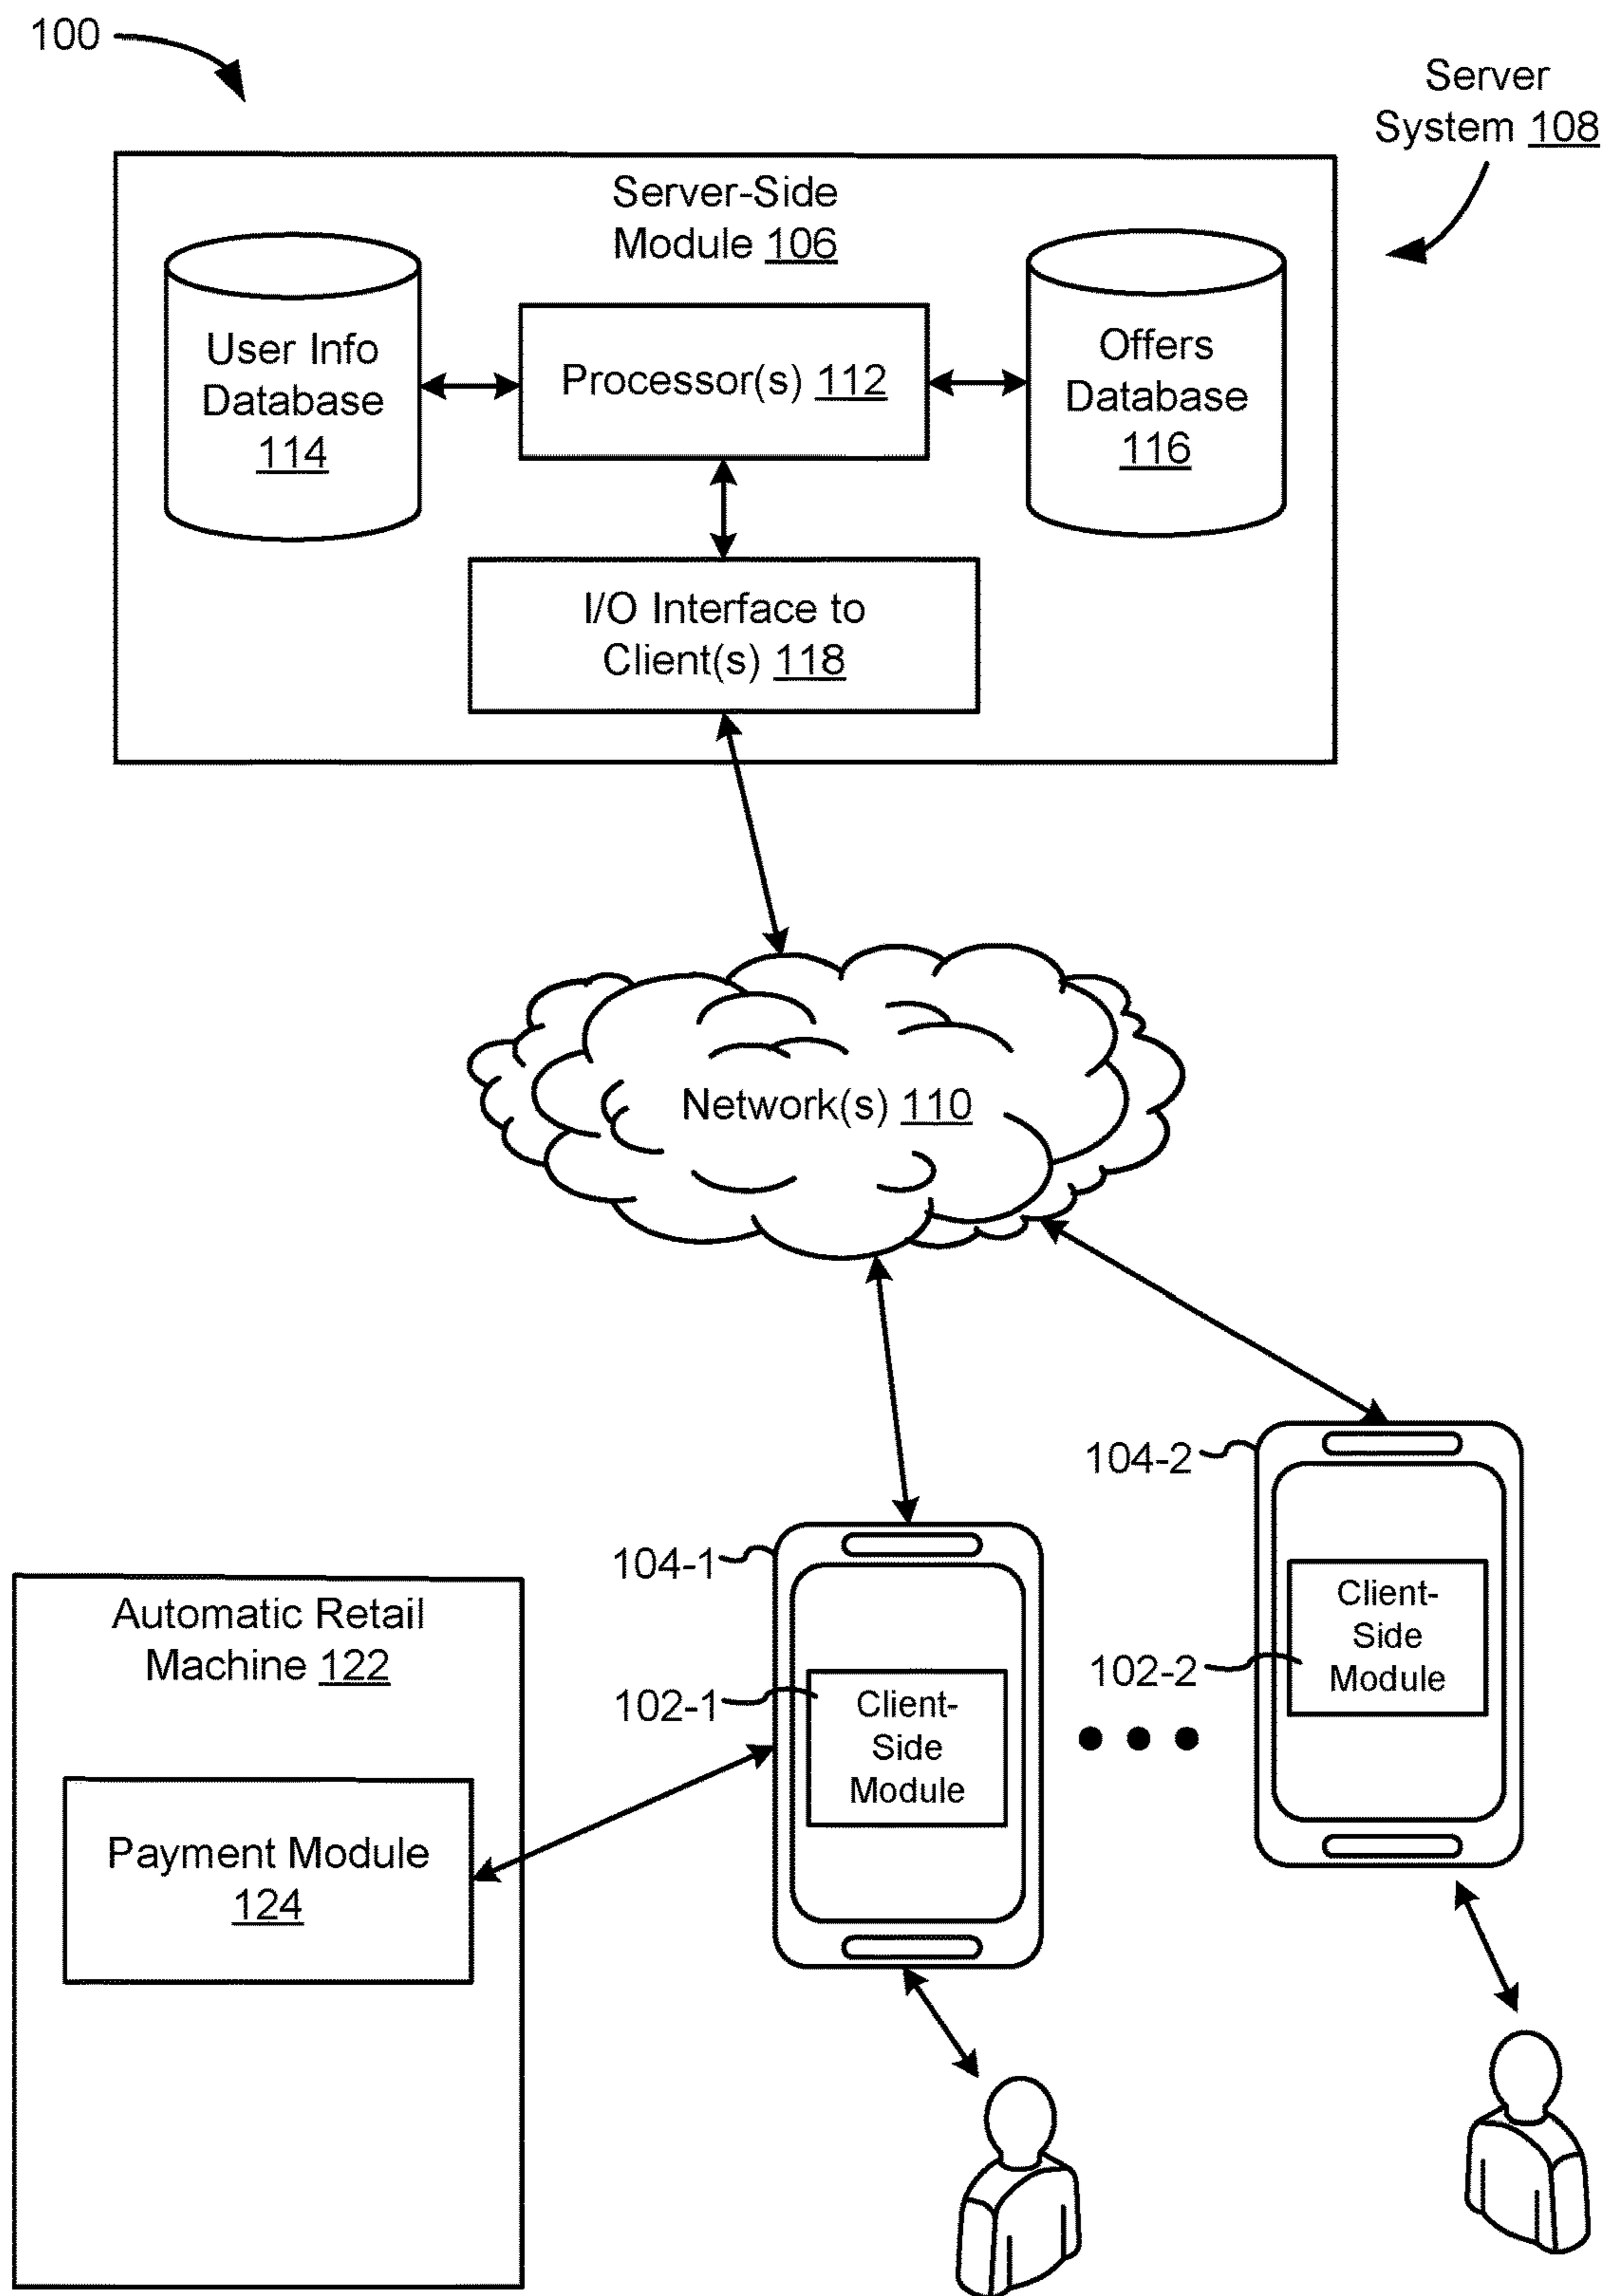 100
Server
System 108
Server-Side
Module 106
User Info
Database
114
Processor(s) 112
Offers
Database
116
I/O Interface to
Client(s) 118
Network(s) 110
104-2
Client-
Side
Module
102-2
104-1
Client-
Side
Module
102-1
Automatic Retail
Machine 122
Payment Module
124